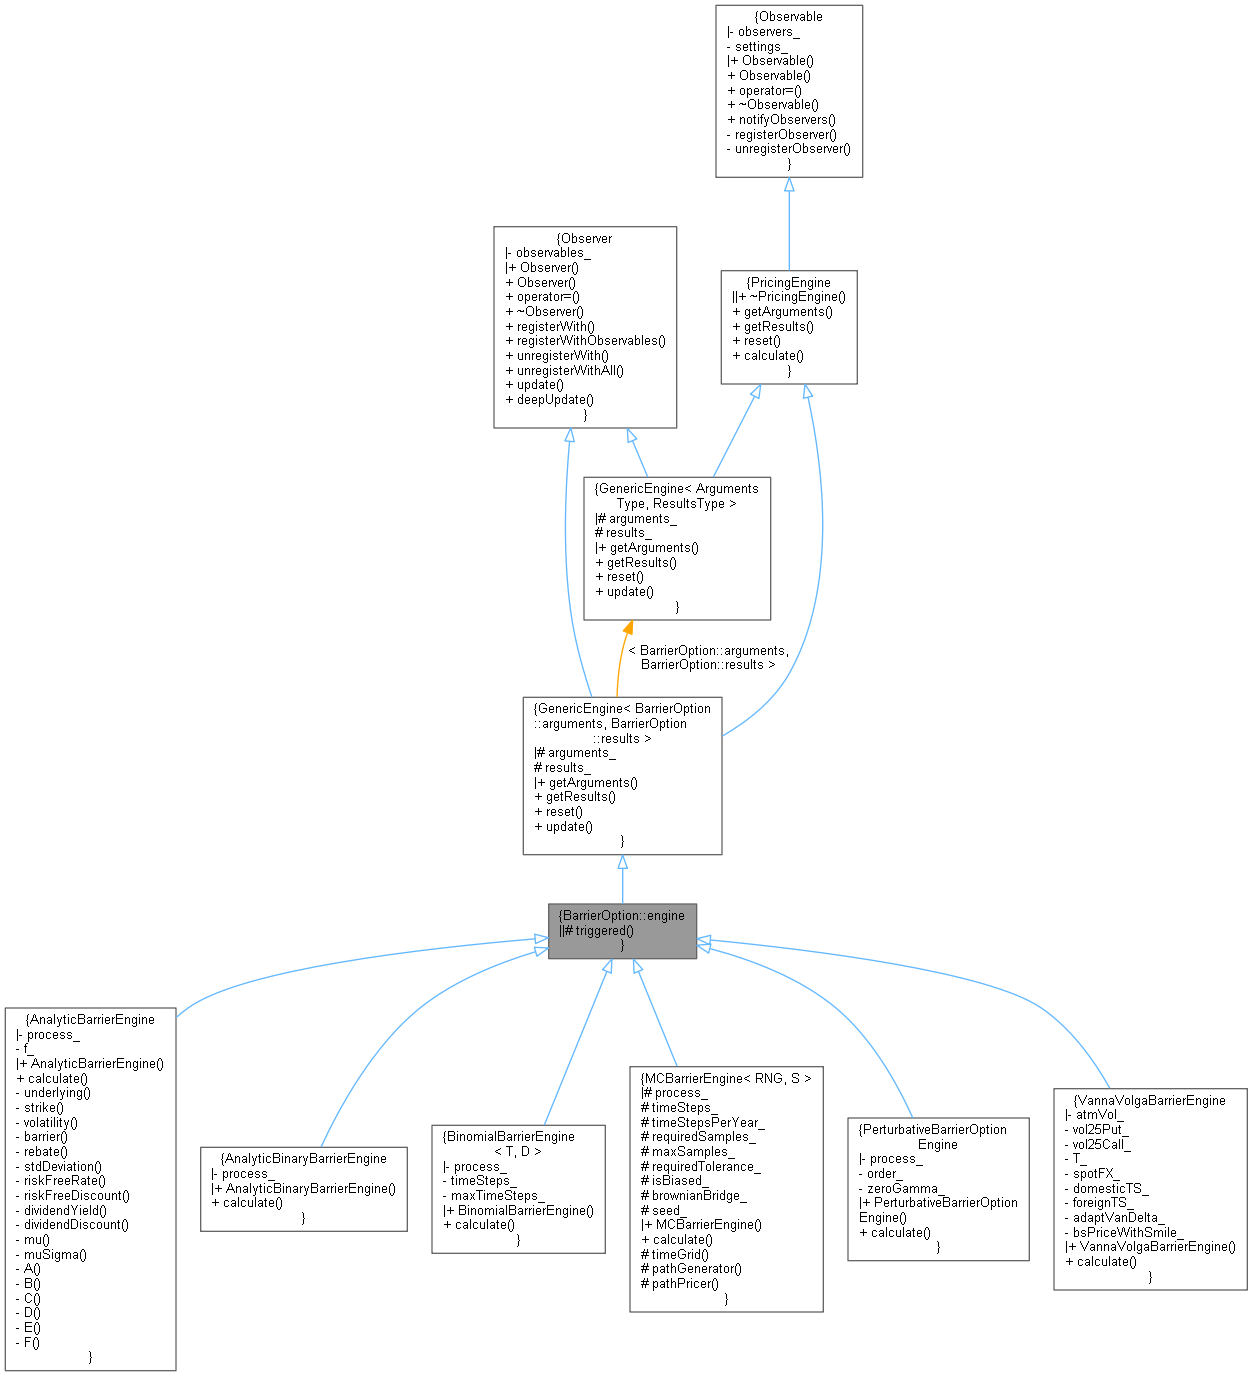 {Observable
|- observers_
- settings_
|+ Observable()
+ Observable()
+ operator=()
+ ~Observable()
+ notifyObservers()
- registerObserver()
- unregisterObserver()
}
{Observer
|- observables_
|+ Observer()
+ Observer()
+ operator=()
+ ~Observer()
+ registerWith()
+ registerWithObservables()
+ unregisterWith()
+ unregisterWithAll()
+ update()
+ deepUpdate()
}
{PricingEngine
||+ ~PricingEngine()
+ getArguments()
+ getResults()
+ reset()
+ calculate()
}
{GenericEngine< Arguments
Type, ResultsType >
|# arguments_
# results_
|+ getArguments()
+ getResults()
+ reset()
+ update()
}
< BarrierOption::arguments,
BarrierOption::results >
{GenericEngine< BarrierOption
::arguments, BarrierOption
::results >
|# arguments_
# results_
|+ getArguments()
+ getResults()
+ reset()
+ update()
}
{BarrierOption::engine
||# triggered()
}
{AnalyticBarrierEngine
|- process_
- f_
|+ AnalyticBarrierEngine()
+ calculate()
- underlying()
- strike()
- volatility()
- barrier()
- rebate()
- stdDeviation()
- riskFreeRate()
- riskFreeDiscount()
- dividendYield()
- dividendDiscount()
- mu()
- muSigma()
- A()
- B()
- C()
- D()
- E()
- F()
}
{AnalyticBinaryBarrierEngine
|- process_
|+ AnalyticBinaryBarrierEngine()
+ calculate()
}
{BinomialBarrierEngine
< T, D >
|- process_
- timeSteps_
- maxTimeSteps_
|+ BinomialBarrierEngine()
+ calculate()
}
{MCBarrierEngine< RNG, S >
|# process_
# timeSteps_
# timeStepsPerYear_
# requiredSamples_
# maxSamples_
# requiredTolerance_
# isBiased_
# brownianBridge_
# seed_
|+ MCBarrierEngine()
+ calculate()
# timeGrid()
# pathGenerator()
# pathPricer()
}
{PerturbativeBarrierOption
Engine
|- process_
- order_
- zeroGamma_
|+ PerturbativeBarrierOption
Engine()
+ calculate()
}
{VannaVolgaBarrierEngine
|- atmVol_
- vol25Put_
- vol25Call_
- T_
- spotFX_
- domesticTS_
- foreignTS_
- adaptVanDelta_
- bsPriceWithSmile_
|+ VannaVolgaBarrierEngine()
+ calculate()
}